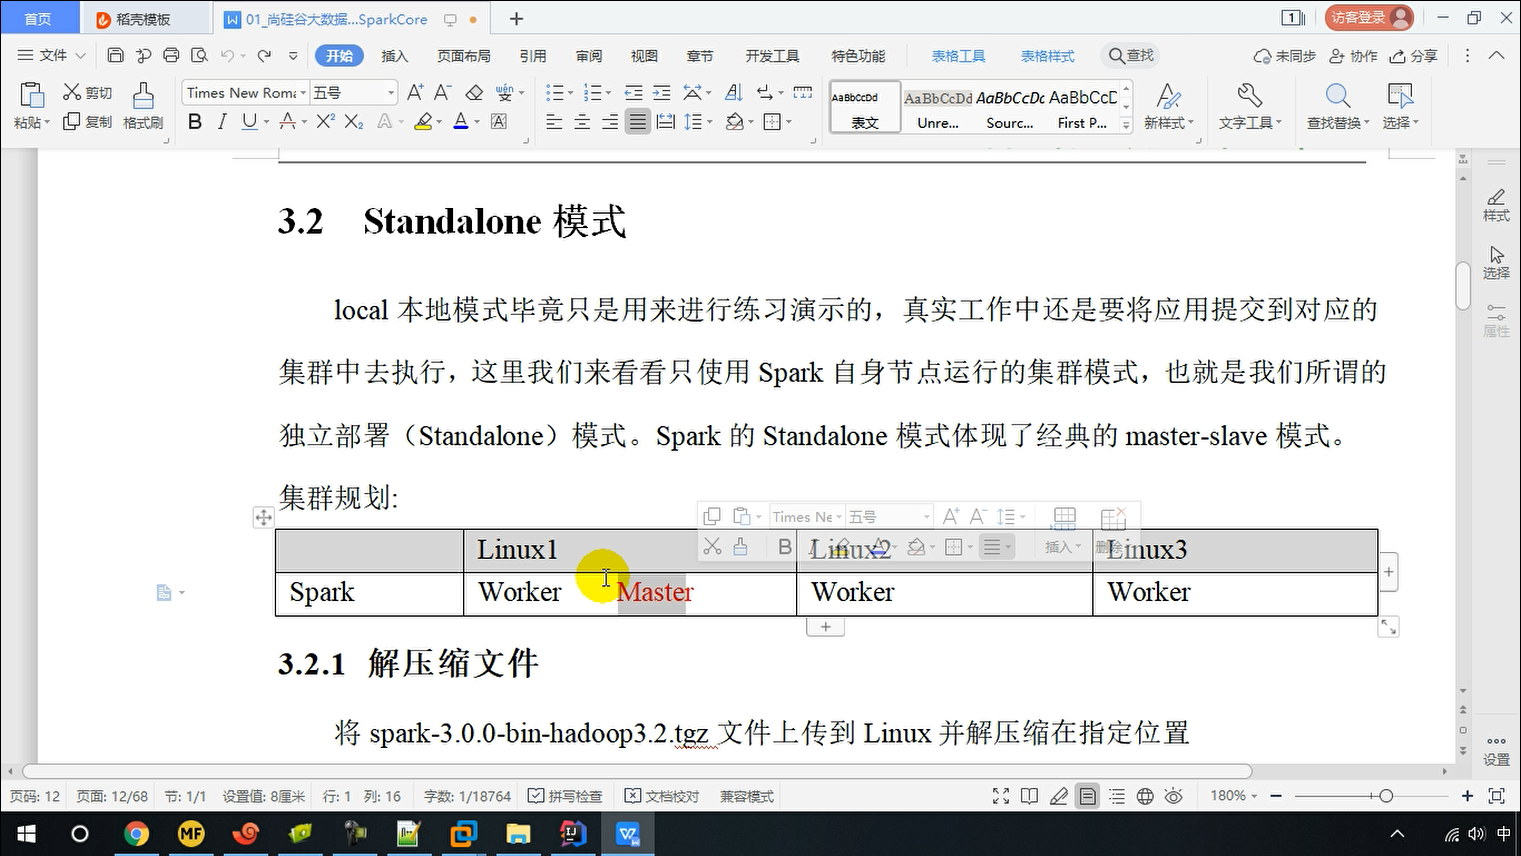 首页
稻壳模板
01_尚硅谷大数据...SparkCore
访客登录
文件
开始
插入
页面布局
引用
审阅
视图
章节
开发工具
特色功能
表格工具
表格样式
查找
未同步
协作
分享
粘贴
剪切
复制
格式刷
Times New Roma
五号
AaBbCcDd
表文
AaBbCcDd
Unre...
AaBbCcDc
Sourc...
AaBbCcD
First P...
新样式
文字工具
查找替换
选择
3.2 Standalone 模式
local 本地模式毕竟只是用来进行练习演示的，真实工作中还是要将应用提交到对应的
集群中去执行，这里我们来看看只使用 Spark 自身节点运行的集群模式，也就是我们所谓的
独立部署（Standalone）模式。Spark 的 Standalone 模式体现了经典的 master-slave 模式。
集群规划:
Times Ne
五号
插入
删除
Linux1 Linux2 Linux3
Spark Worker Master Worker Worker
3.2.1 解压缩文件
将 spark-3.0.0-bin-hadoop3.2.tgz 文件上传到 Linux 并解压缩在指定位置
样式
选择
属性
设置
页码: 12 页面: 12/68 节: 1/1 设置值: 8厘米 行: 1 列: 16 字数: 1/18764 拼写检查 文档校对 兼容模式 180%
MF
中